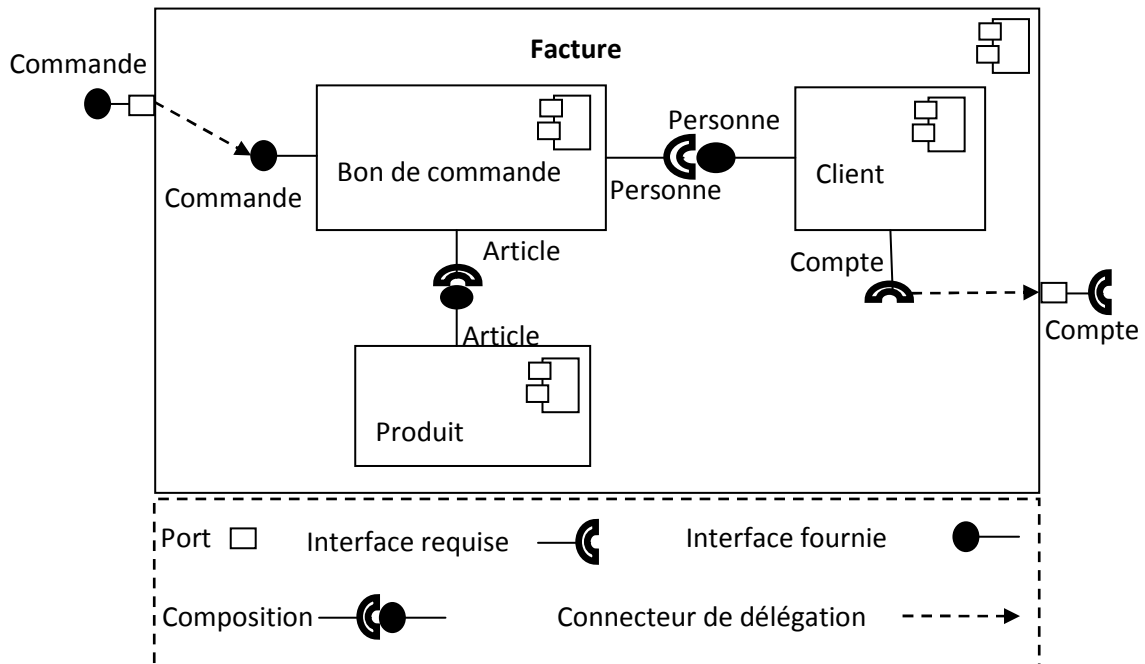 Facture
Commande
Personne
Bon de commande
Client
Commande
Personne
Article
Compte
Article
Compte
Produit
Port
Interface requise
Interface fournie
Composition
Connecteur de délégation